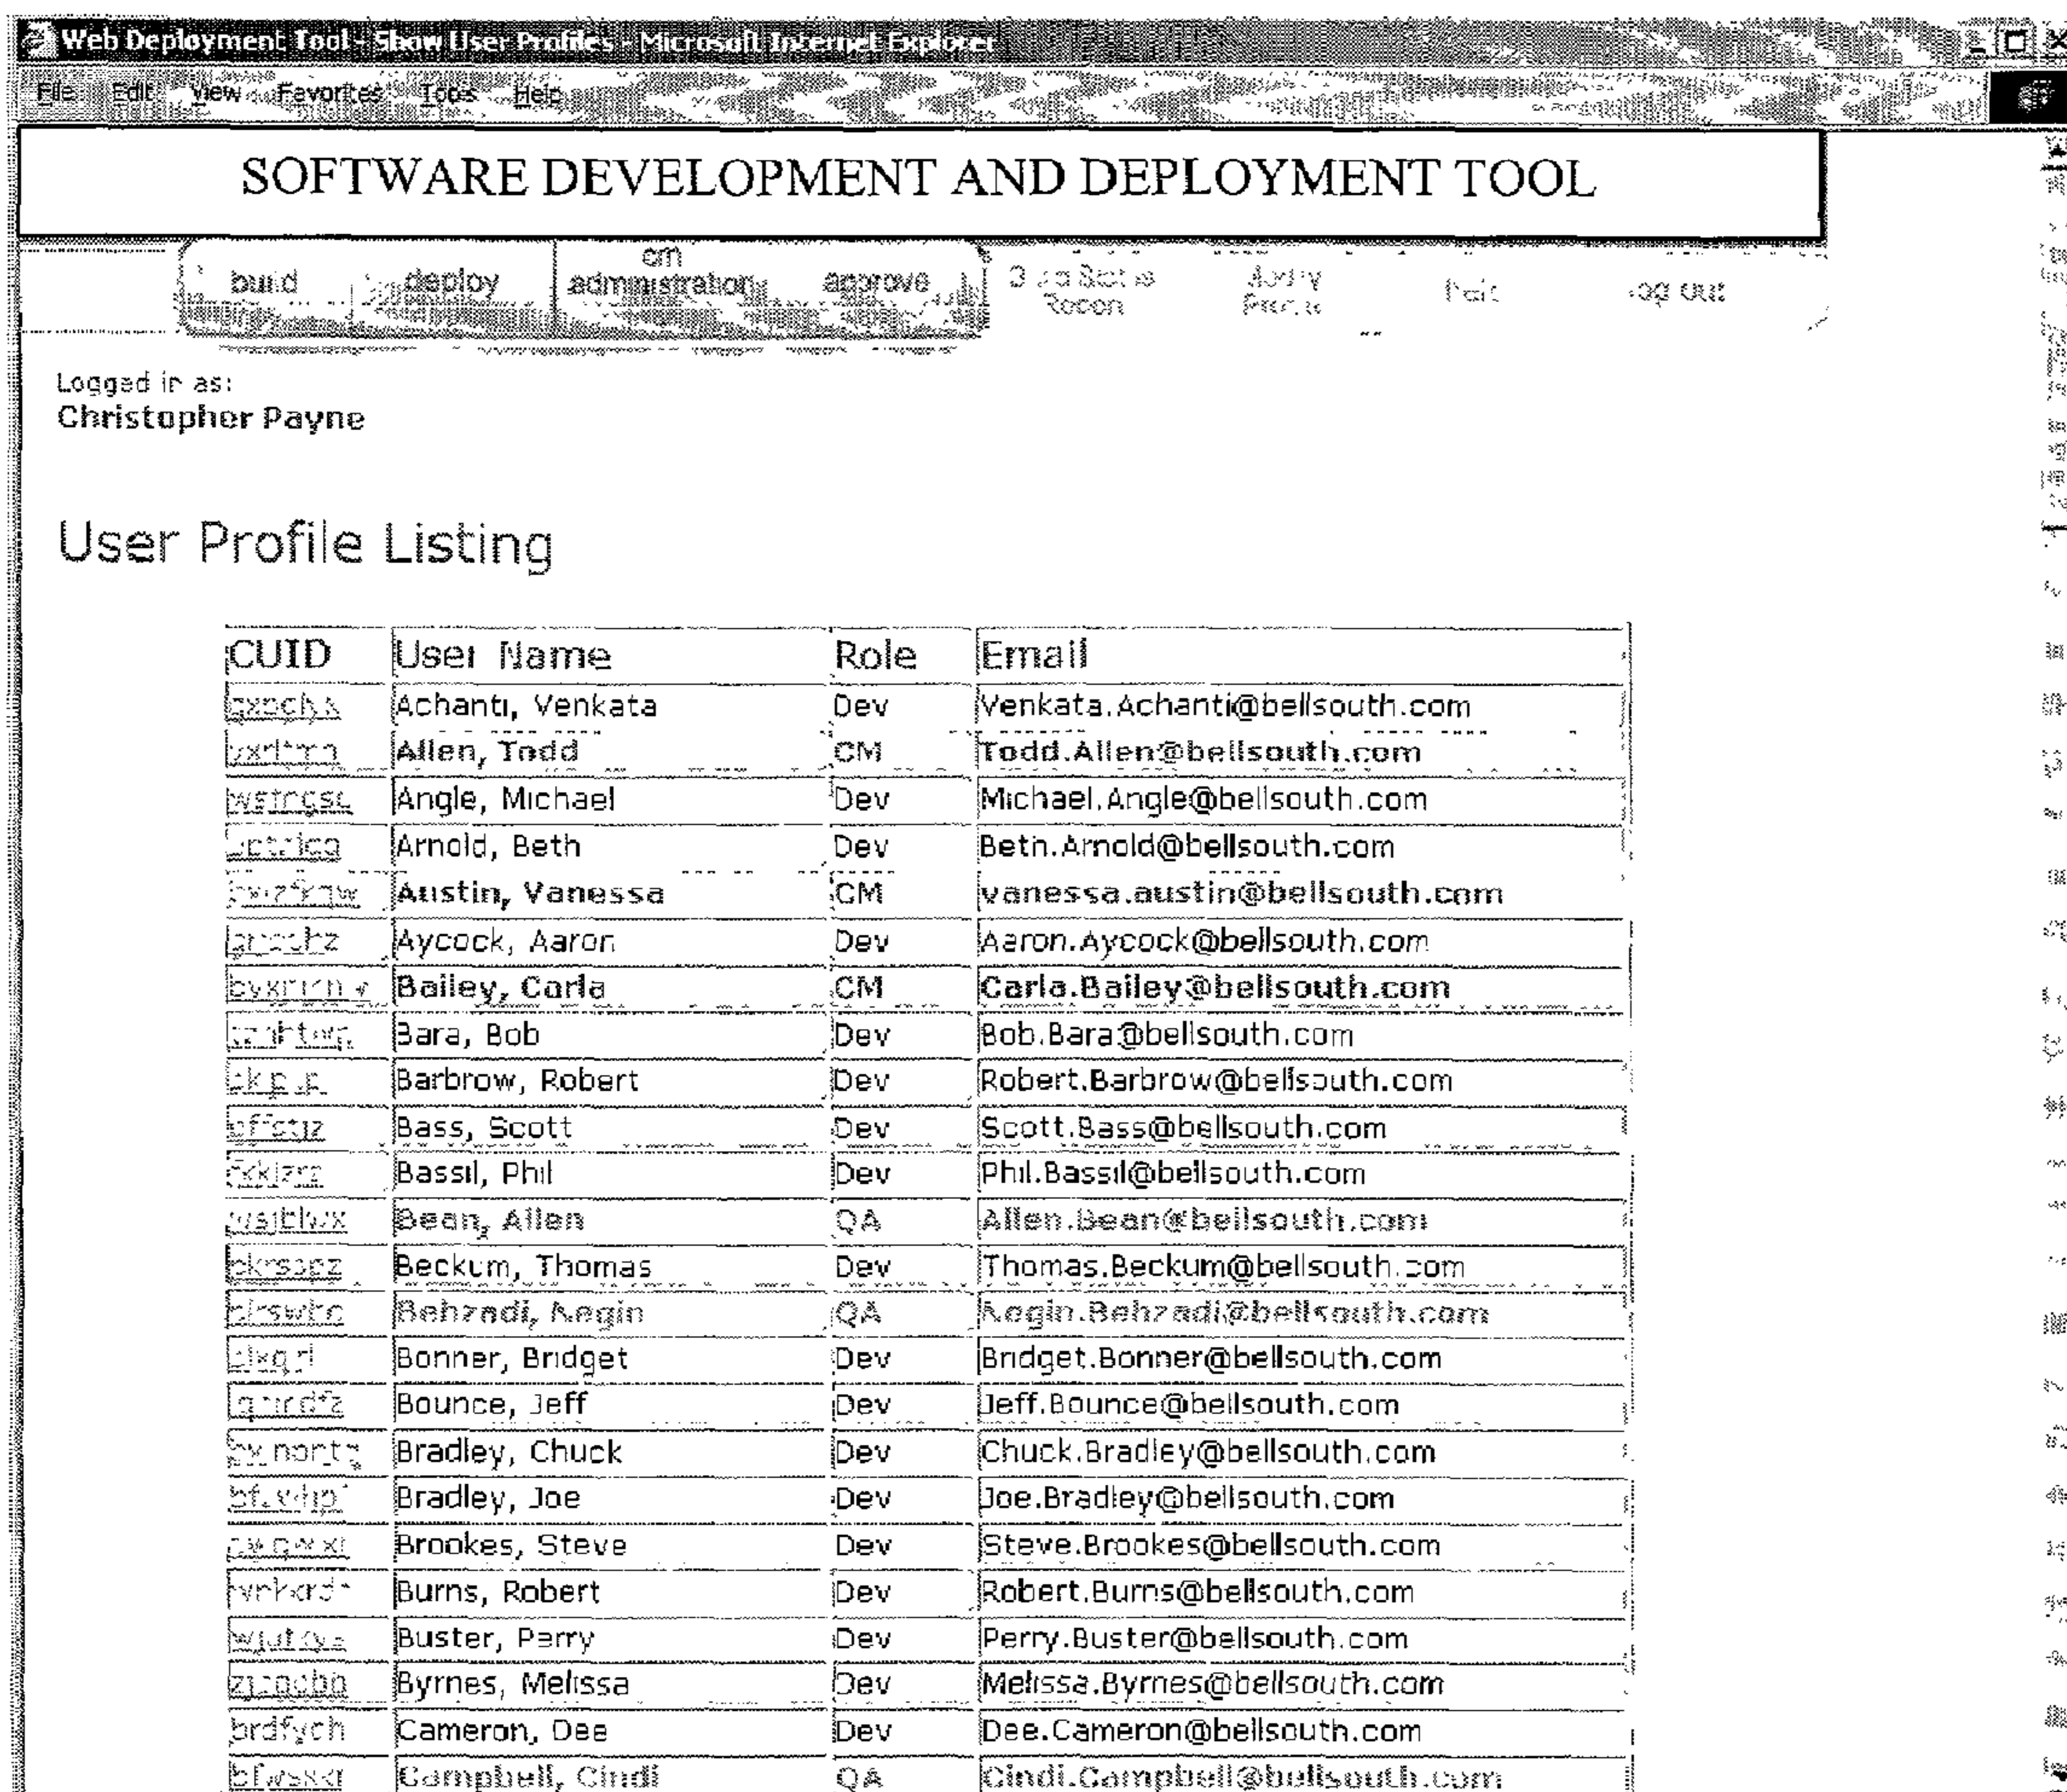 Web Deployment Tool - Show User Profiles - Microsoft Internet Explorer
File Edit View Favorites Tools Help
SOFTWARE DEVELOPMENT AND DEPLOYMENT TOOL
build deploy cm administration approve Log out
Logged in as:
Christopher Payne
User Profile Listing
CUID User Name Role Email
Achanti, Venkata Dev Venkata.Achanti@bellsouth.com
Allen, Todd CM Todd.Allen@bellsouth.com
Angle, Michael Dev Michael.Angle@bellsouth.com
Arnold, Beth Dev Beth.Arnold@bellsouth.com
Austin, Vanessa CM vanessa.austin@bellsouth.com
Aycock, Aaron Dev Aaron.Aycock@bellsouth.com
Bailey, Carla CM Carla.Bailey@bellsouth.com
Bara, Bob Dev Bob.Bara@bellsouth.com
Barbrow, Robert Dev Robert.Barbrow@bellsouth.com
Bass, Scott Dev Scott.Bass@bellsouth.com
Bassil, Phil Dev Phil.Bassil@bellsouth.com
Bean, Allen QA Allen.Bean@bellsouth.com
Beckum, Thomas Dev Thomas.Beckum@bellsouth.com
Behzadi, QA
Bonner, Bridget Dev Bridget.Bonner@bellsouth.com
Bounce, Jeff Dev Jeff.Bounce@bellsouth.com
Bradley, Chuck Dev Chuck.Bradley@bellsouth.com
Bradley, Joe Dev Joe.Bradley@bellsouth.com
Brookes, Steve Dev Steve.Brookes@bellsouth.com
Burns, Robert Dev Robert.Burns@bellsouth.com
Buster, Perry Dev Perry.Buster@bellsouth.com
Byrnes, Melissa Dev Melissa.Byrnes@bellsouth.com
brdfych Cameron, Dee Dev Dee.Cameron@bellsouth.com
Campbell, Cindi QA Cindi.Campbell@bellsouth.com